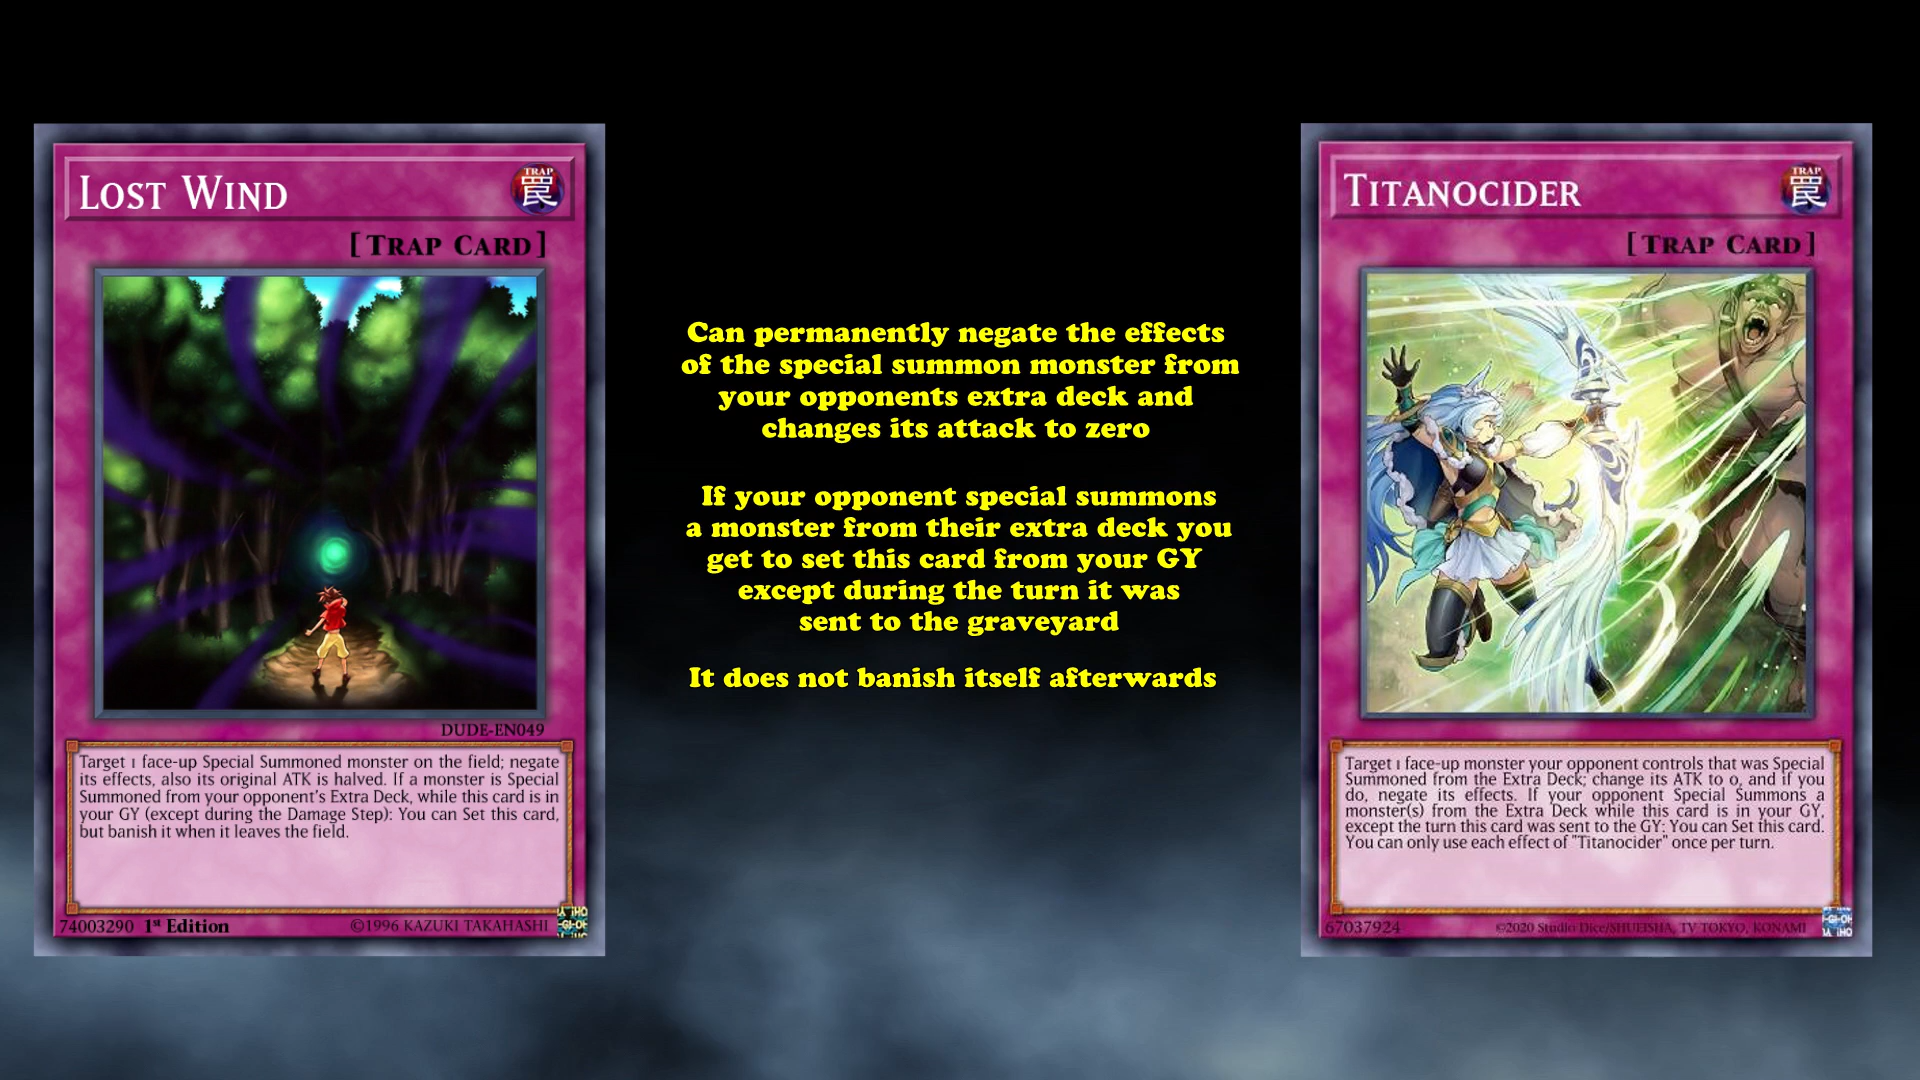 Lost Wind
TRAP
罠
[Trap Card]
DUDE-EN049
Target 1 face-up Special Summoned monster on the field; negate
its effects, also its original ATK is halved. If a monster is Special
Summoned from your opponent's Extra Deck, while this card is in
your GY (except during the Damage Step): You can Set this card,
but banish it when it leaves the field.
74003290 1st Edition
©1996 KAZUKI TAKAHASHI
Can permanently negate the effects
of the special summon monster from
your opponents extra deck and
changes its attack to zero
If your opponent special summons
a monster from their extra deck you
get to set this card from your GY
except during the turn it was
sent to the graveyard
It does not banish itself afterwards
Titanocider
TRAP
罠
[Trap Card]
Target 1 face-up monster your opponent controls that was Special
Summoned from the Extra Deck; change its ATK to 0, and if you
do, negate its effects. If your opponent Special Summons a
monster(s) from the Extra Deck while this card is in your GY,
except the turn this card was sent to the GY: You can Set this card.
You can only use each effect of "Titanocider" once per turn.
67037924
©2020 Studio Dice/SHUEISHA, TV TOKYO, KONAMI